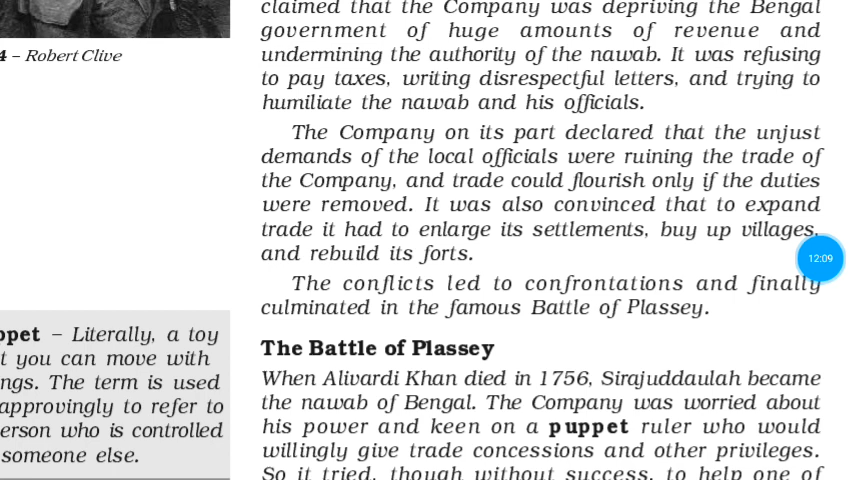 claimed that the Company was depriving the Bengal
government of huge amounts of revenue and
undermining the authority of the nawab. It was refusing
to pay taxes, writing disrespectful letters, and trying to
humiliate the nawab and his officials.
The Company on its part declared that the unjust
demands of the local officials were ruining the trade of
the Company, and trade could flourish only if the duties
were removed. It was also convinced that to expand
trade it had to enlarge its settlements, buy up villages,
and rebuild its forts.
The conflicts led to confrontations and finally
culminated in the famous Battle of Plassey.
The Battle of Plassey
When Alivardi Khan died in 1756, Sirajuddaulah became
the nawab of Bengal. The Company was worried about
his power and keen on a puppet ruler who would
willingly give trade concessions and other privileges.
So it tried, though without success, to help one of
4 – Robert Clive
ppet – Literally, a toy
t you can move with
ngs. The term is used
approvingly to refer to
erson who is controlled
someone else.
12:09